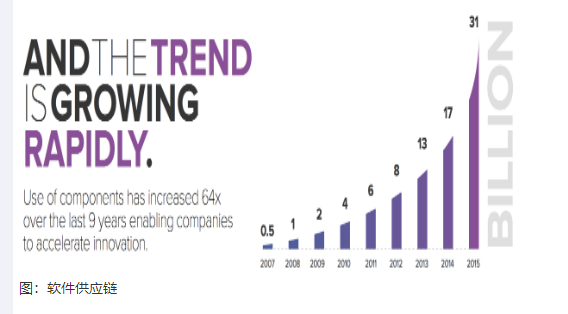 AND THE TREND
IS GROWING
RAPIDLY.
Use of components has increased 64x
over the last 9 years enabling companies
to accelerate innovation.
0.5
1
2
4
6
8
13
17
31
2007 2008 2009 2010 2011 2012 2013 2014 2015
BILLION
图：软件供应链